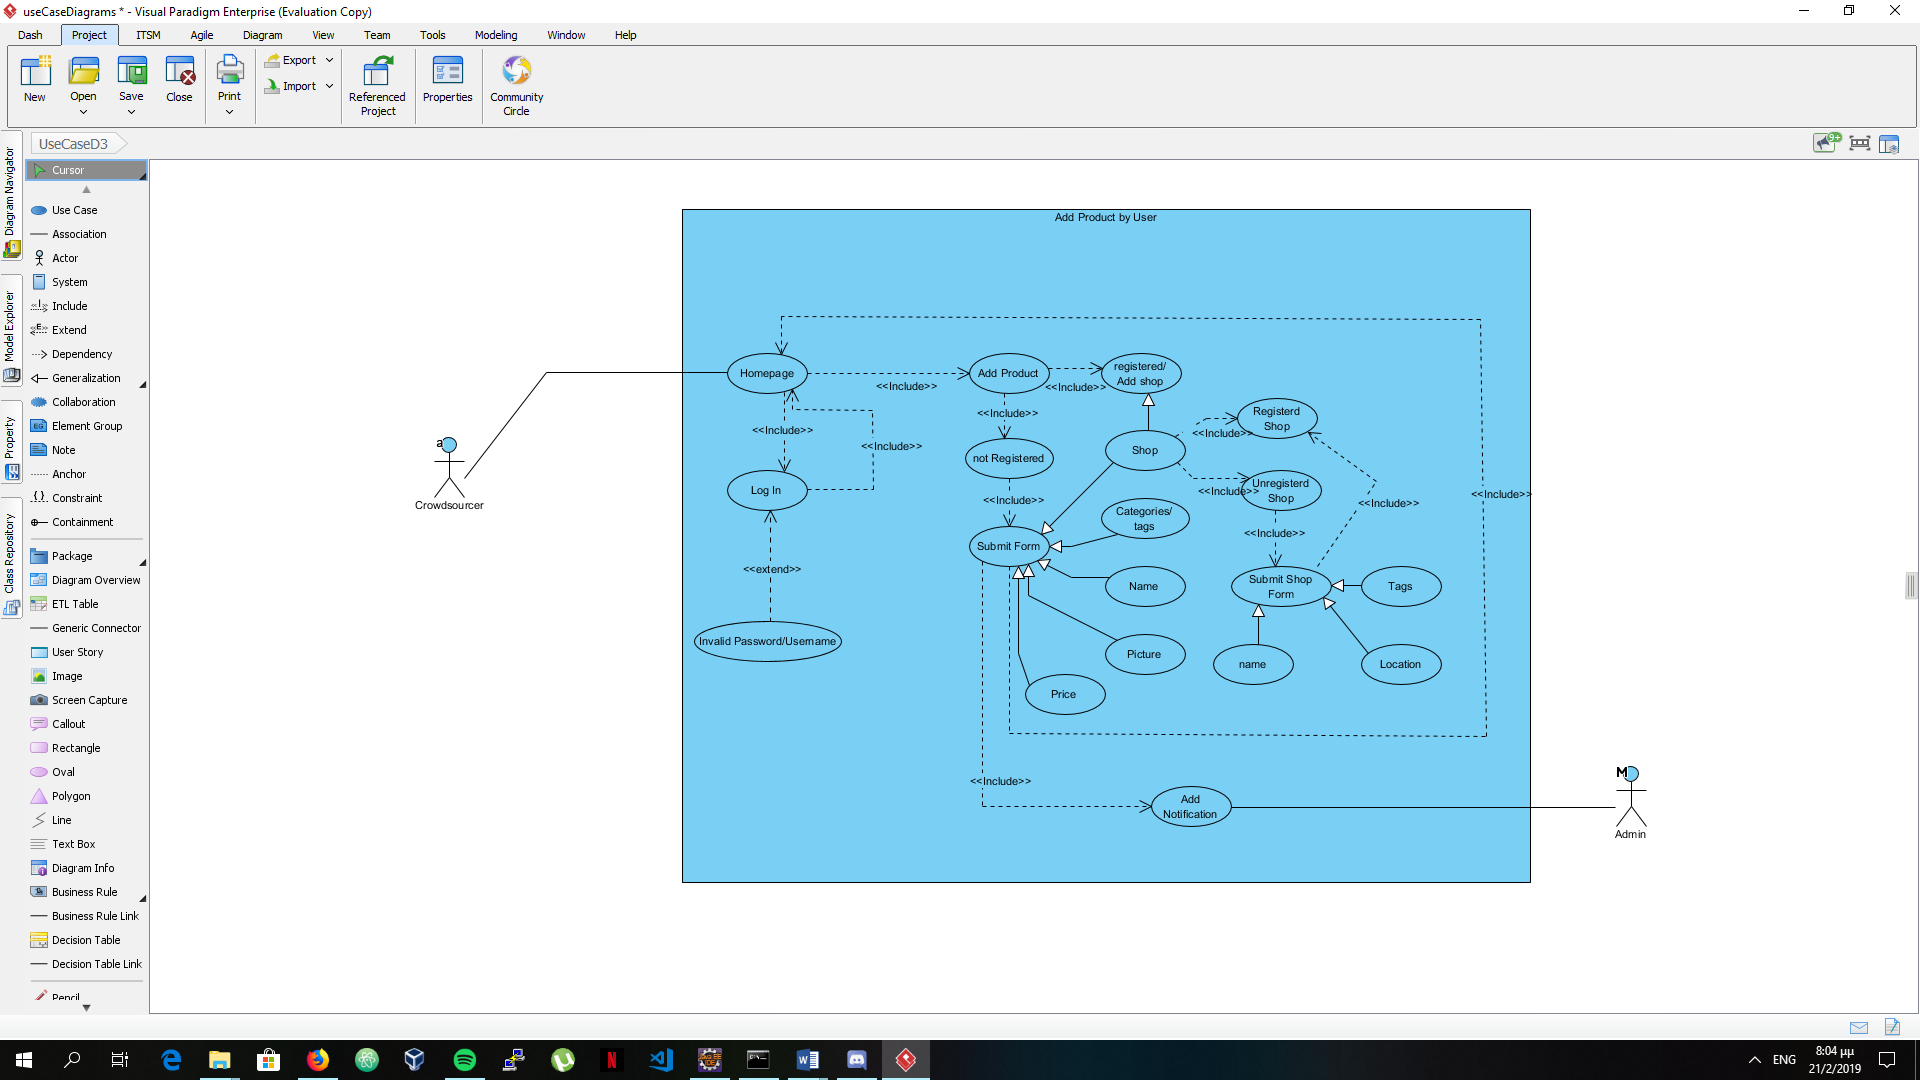 useCaseDiagrams * - Visual Paradigm Enterprise (Evaluation Copy)
Dash Project ITSM Agile Diagram View Team Tools Modeling Window Help
New Open Save Close Print Export Import Referenced Project Properties Community Circle
UseCaseD3
9+
Diagram Navigator
Model Explorer
Property
Class Repository
Cursor
Use Case
Association
Actor
System
Include
Extend
Dependency
Generalization
Collaboration
Element Group
Note
Anchor
Constraint
Containment
Package
Diagram Overview
ETL Table
Generic Connector
User Story
Image
Screen Capture
Callout
Rectangle
Oval
Polygon
Line
Text Box
Diagram Info
Business Rule
Business Rule Link
Decision Table
Decision Table Link
Pencil
Add Product by User
Homepage
<<Include>>
Add Product
<<Include>>
registered/
Add shop
<<Include>>
<<Include>>
<<Include>>
Registerd
Shop
<<Include>>
Shop
not Registered
a
Crowdsourcer
Log In
<<Include>>
<<Include>>
Unregisterd
Shop
<<Include>>
<<Include>>
Categories/
tags
<<Include>>
Submit Form
<<extend>>
Name
Submit Shop
Form
Tags
Invalid Password/Username
Picture
name
Location
Price
<<Include>>
Add
Notification
M
Admin
ENG
8:04 μμ
21/2/2019